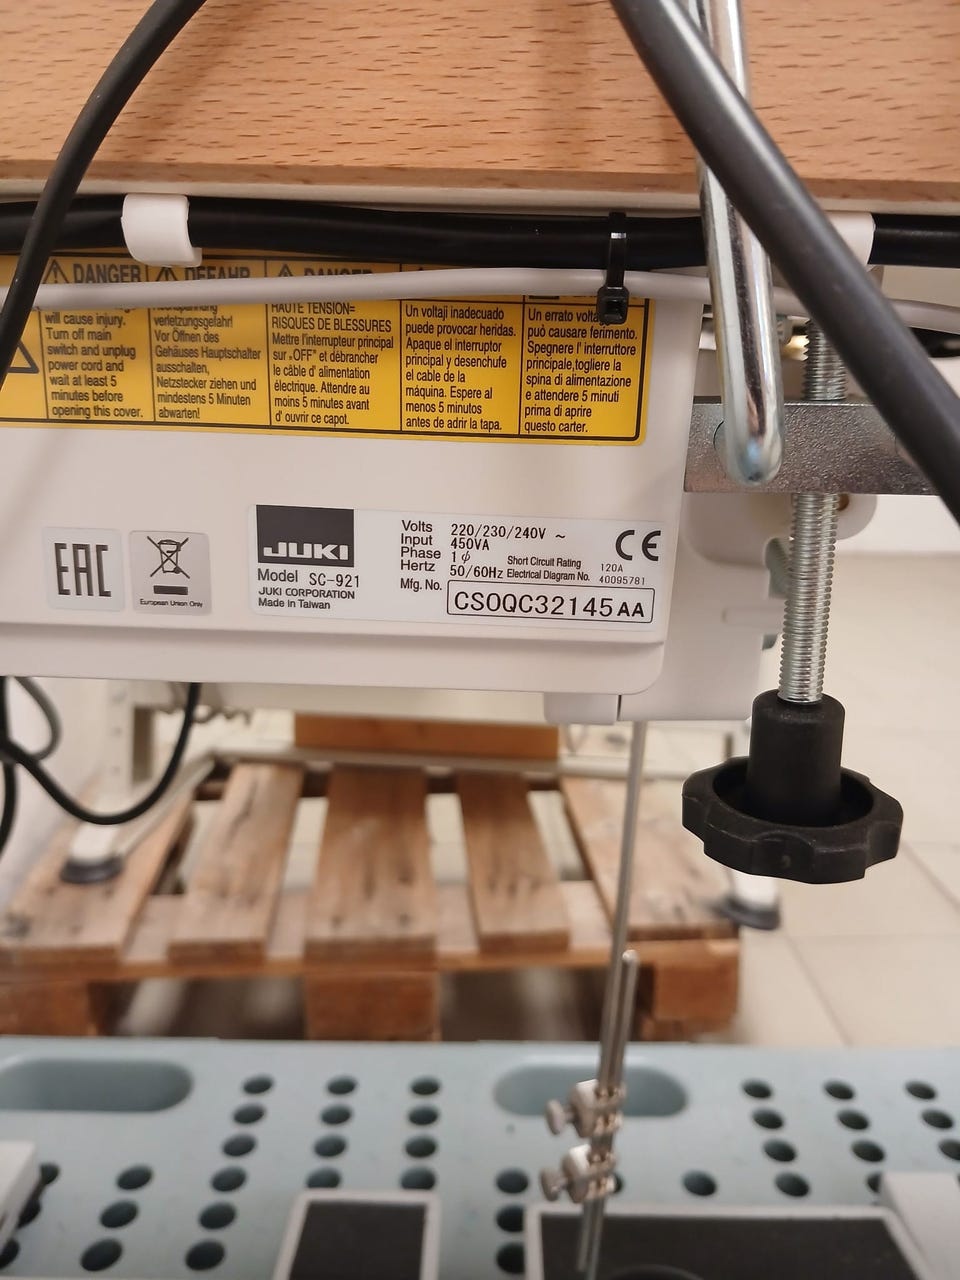 DANGER
will cause injury.
Turn off main
switch and unplug
power cord and
wait at least 5
minutes before
opening this cover.
GEFAHR
verletzungsgefahr!
Vor Öffnen des
Gehäuses Hauptschalter
ausschalten,
Netzstecker ziehen und
mindestens 5 Minuten
abwarten!
DANGER
HAUTE TENSION=
RISQUES DE BLESSURES
Mettre l'interrupteur principal
sur „OFF" et débrancher
le câble d' alimentation
électrique. Attendre au
moins 5 minutes avant
d' ouvrir ce capot.
Un voltaji inadecuado
puede provocar heridas.
Apaque el interruptor
principal y desenchufe
el cable de la
máquina. Espere al
menos 5 minutos
antes de adrir la tapa.
Un errato
può causare ferimento.
Spegnere l' interruttore
principale,togliere la
spina di alimentazione
e attendere 5 minuti
prima di aprire
questo carter.
EAC
European Union Only
JUKI
Model SC-921
JUKI CORPORATION
Made in Taiwan
Volts 220/230/240V ~
Input 450VA
Phase 1 ϕ
Hertz 50/60Hz
Short Circuit Rating 120A
Electrical Diagram No. 40095781
CE
Mfg. No. CS0QC32145AA